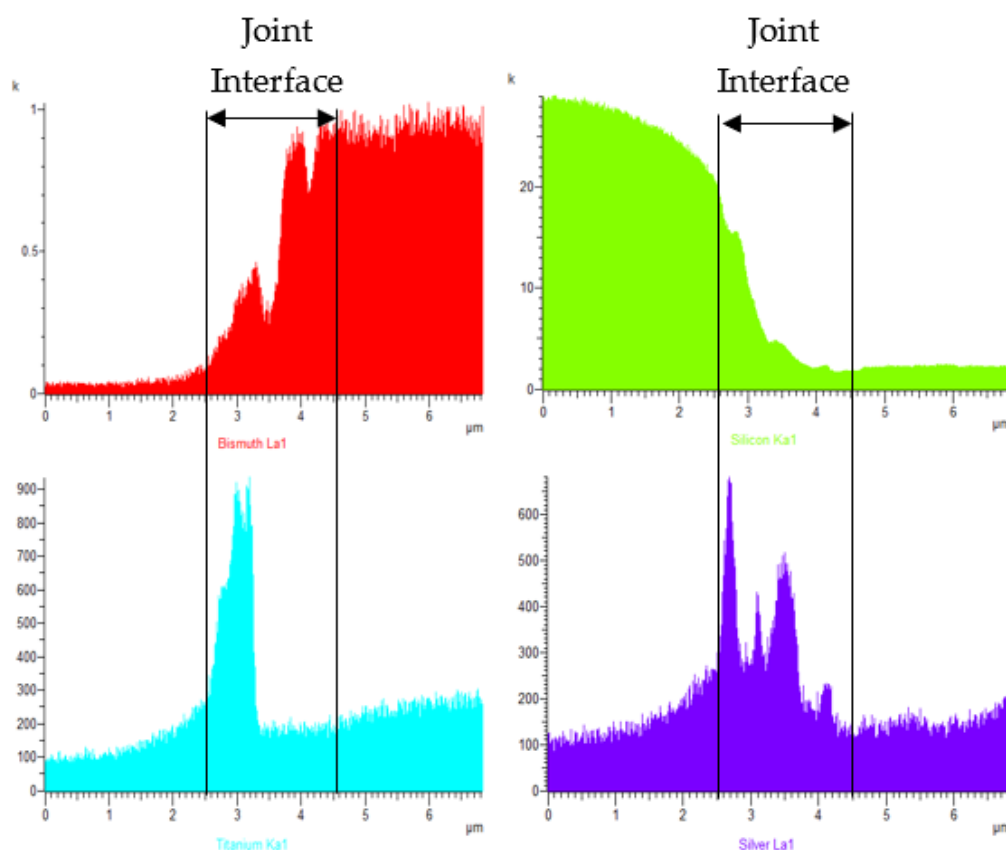 Joint
Interface
k
1
0.5
0
0 1 2 3 4 5 6
µm
Bismuth La1
Joint
Interface
k
20
10
0
0 1 2 3 4 5 6
µm
Silicon Ka1
900
800
700
600
500
400
300
200
100
0
0 1 2 3 4 5 6
µm
Titanium Ka1
600
500
400
300
200
100
0
0 1 2 3 4 5 6
µm
Silver La1